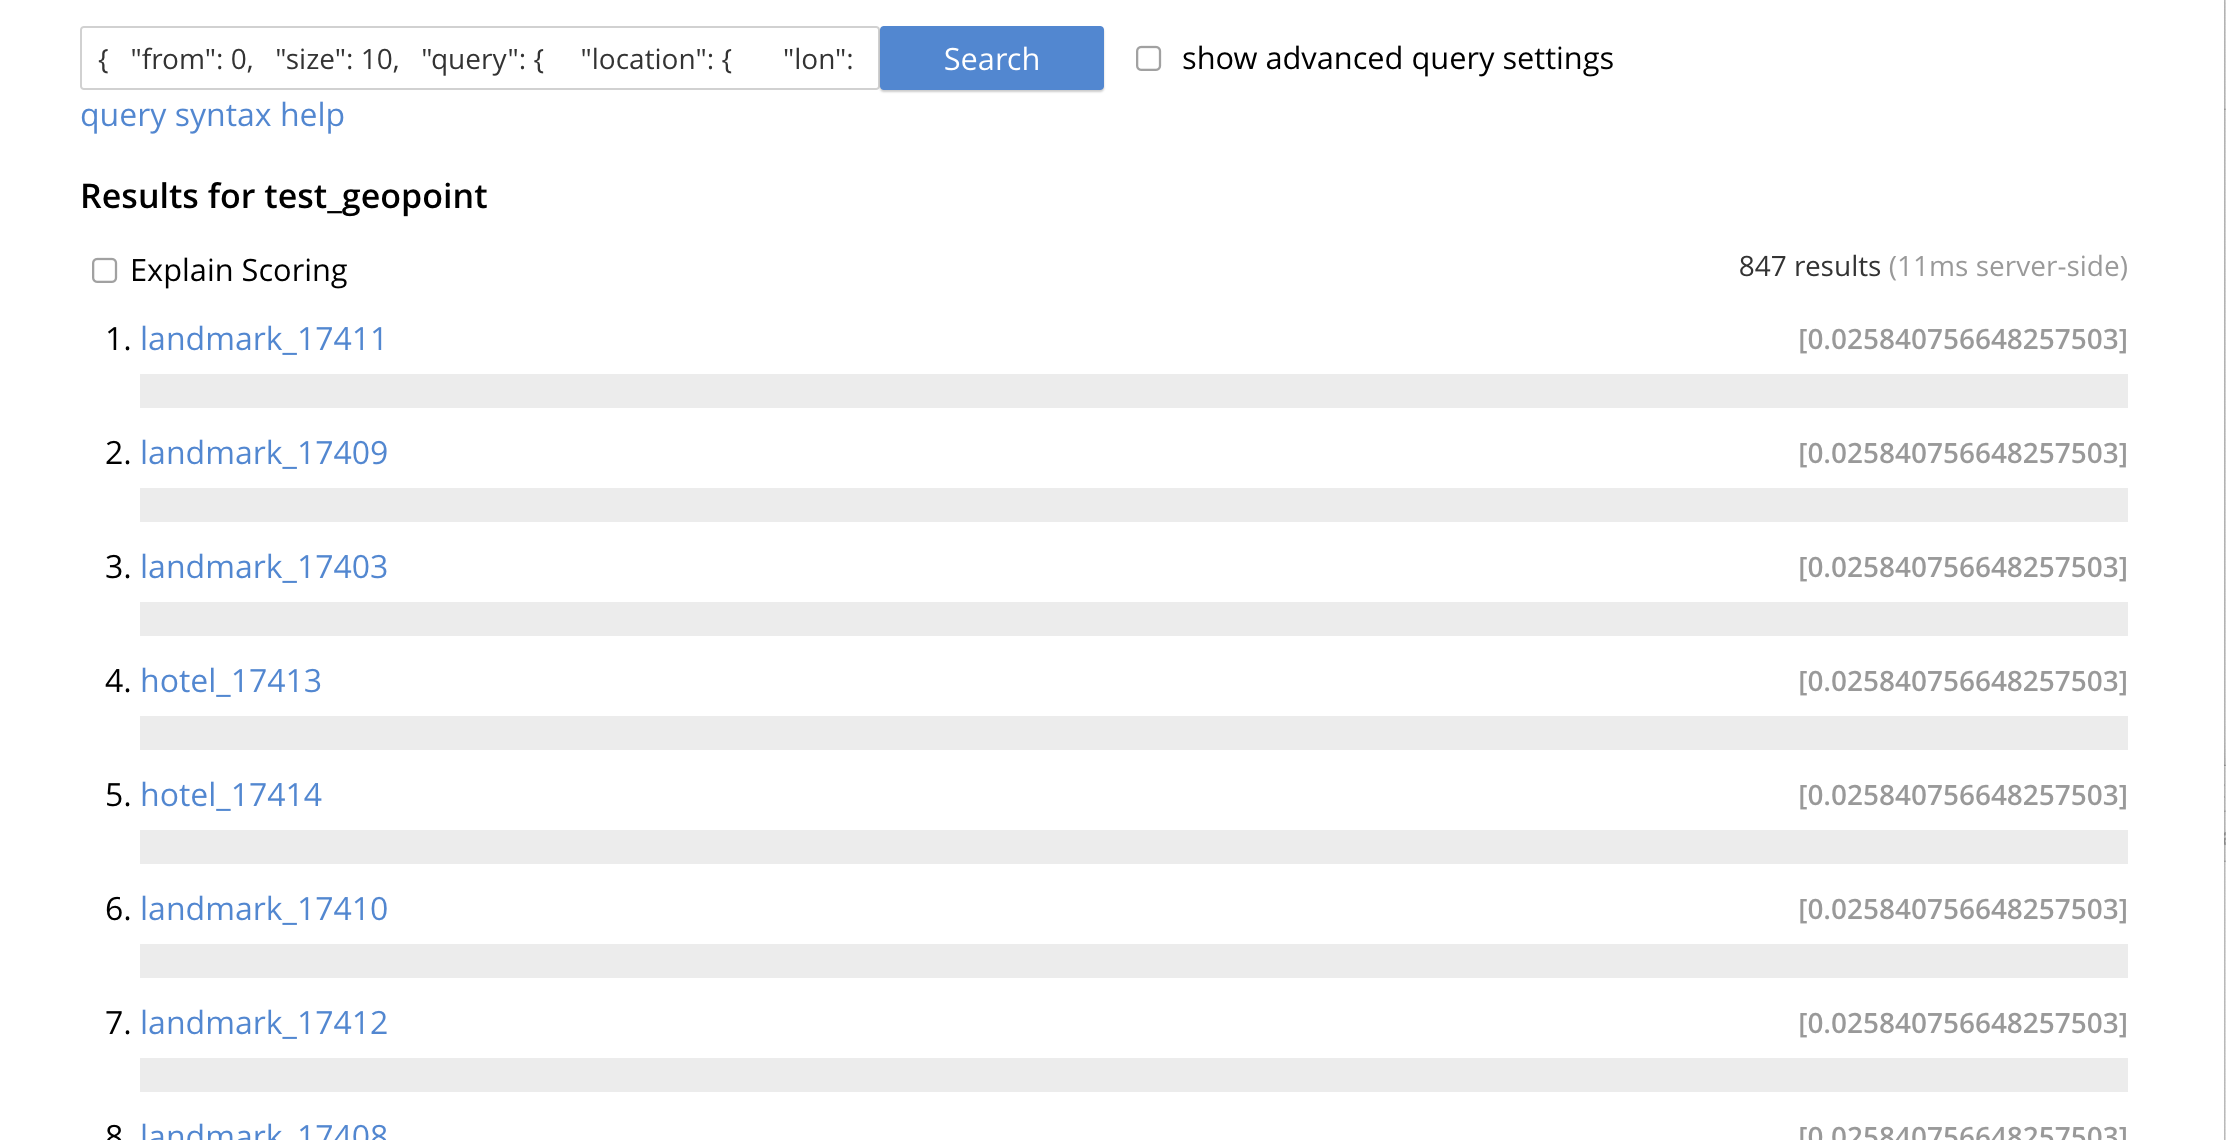 { "from": 0, "size": 10, "query": { "location": { "lon":
Search
show advanced query settings
query syntax help
Results for test_geopoint
Explain Scoring
847 results (11ms server-side)
1. landmark_17411 [0.025840756648257503]
2. landmark_17409 [0.025840756648257503]
3. landmark_17403 [0.025840756648257503]
4. hotel_17413 [0.025840756648257503]
5. hotel_17414 [0.025840756648257503]
6. landmark_17410 [0.025840756648257503]
7. landmark_17412 [0.025840756648257503]
8. landmark_17408 [0.025840756648257503]